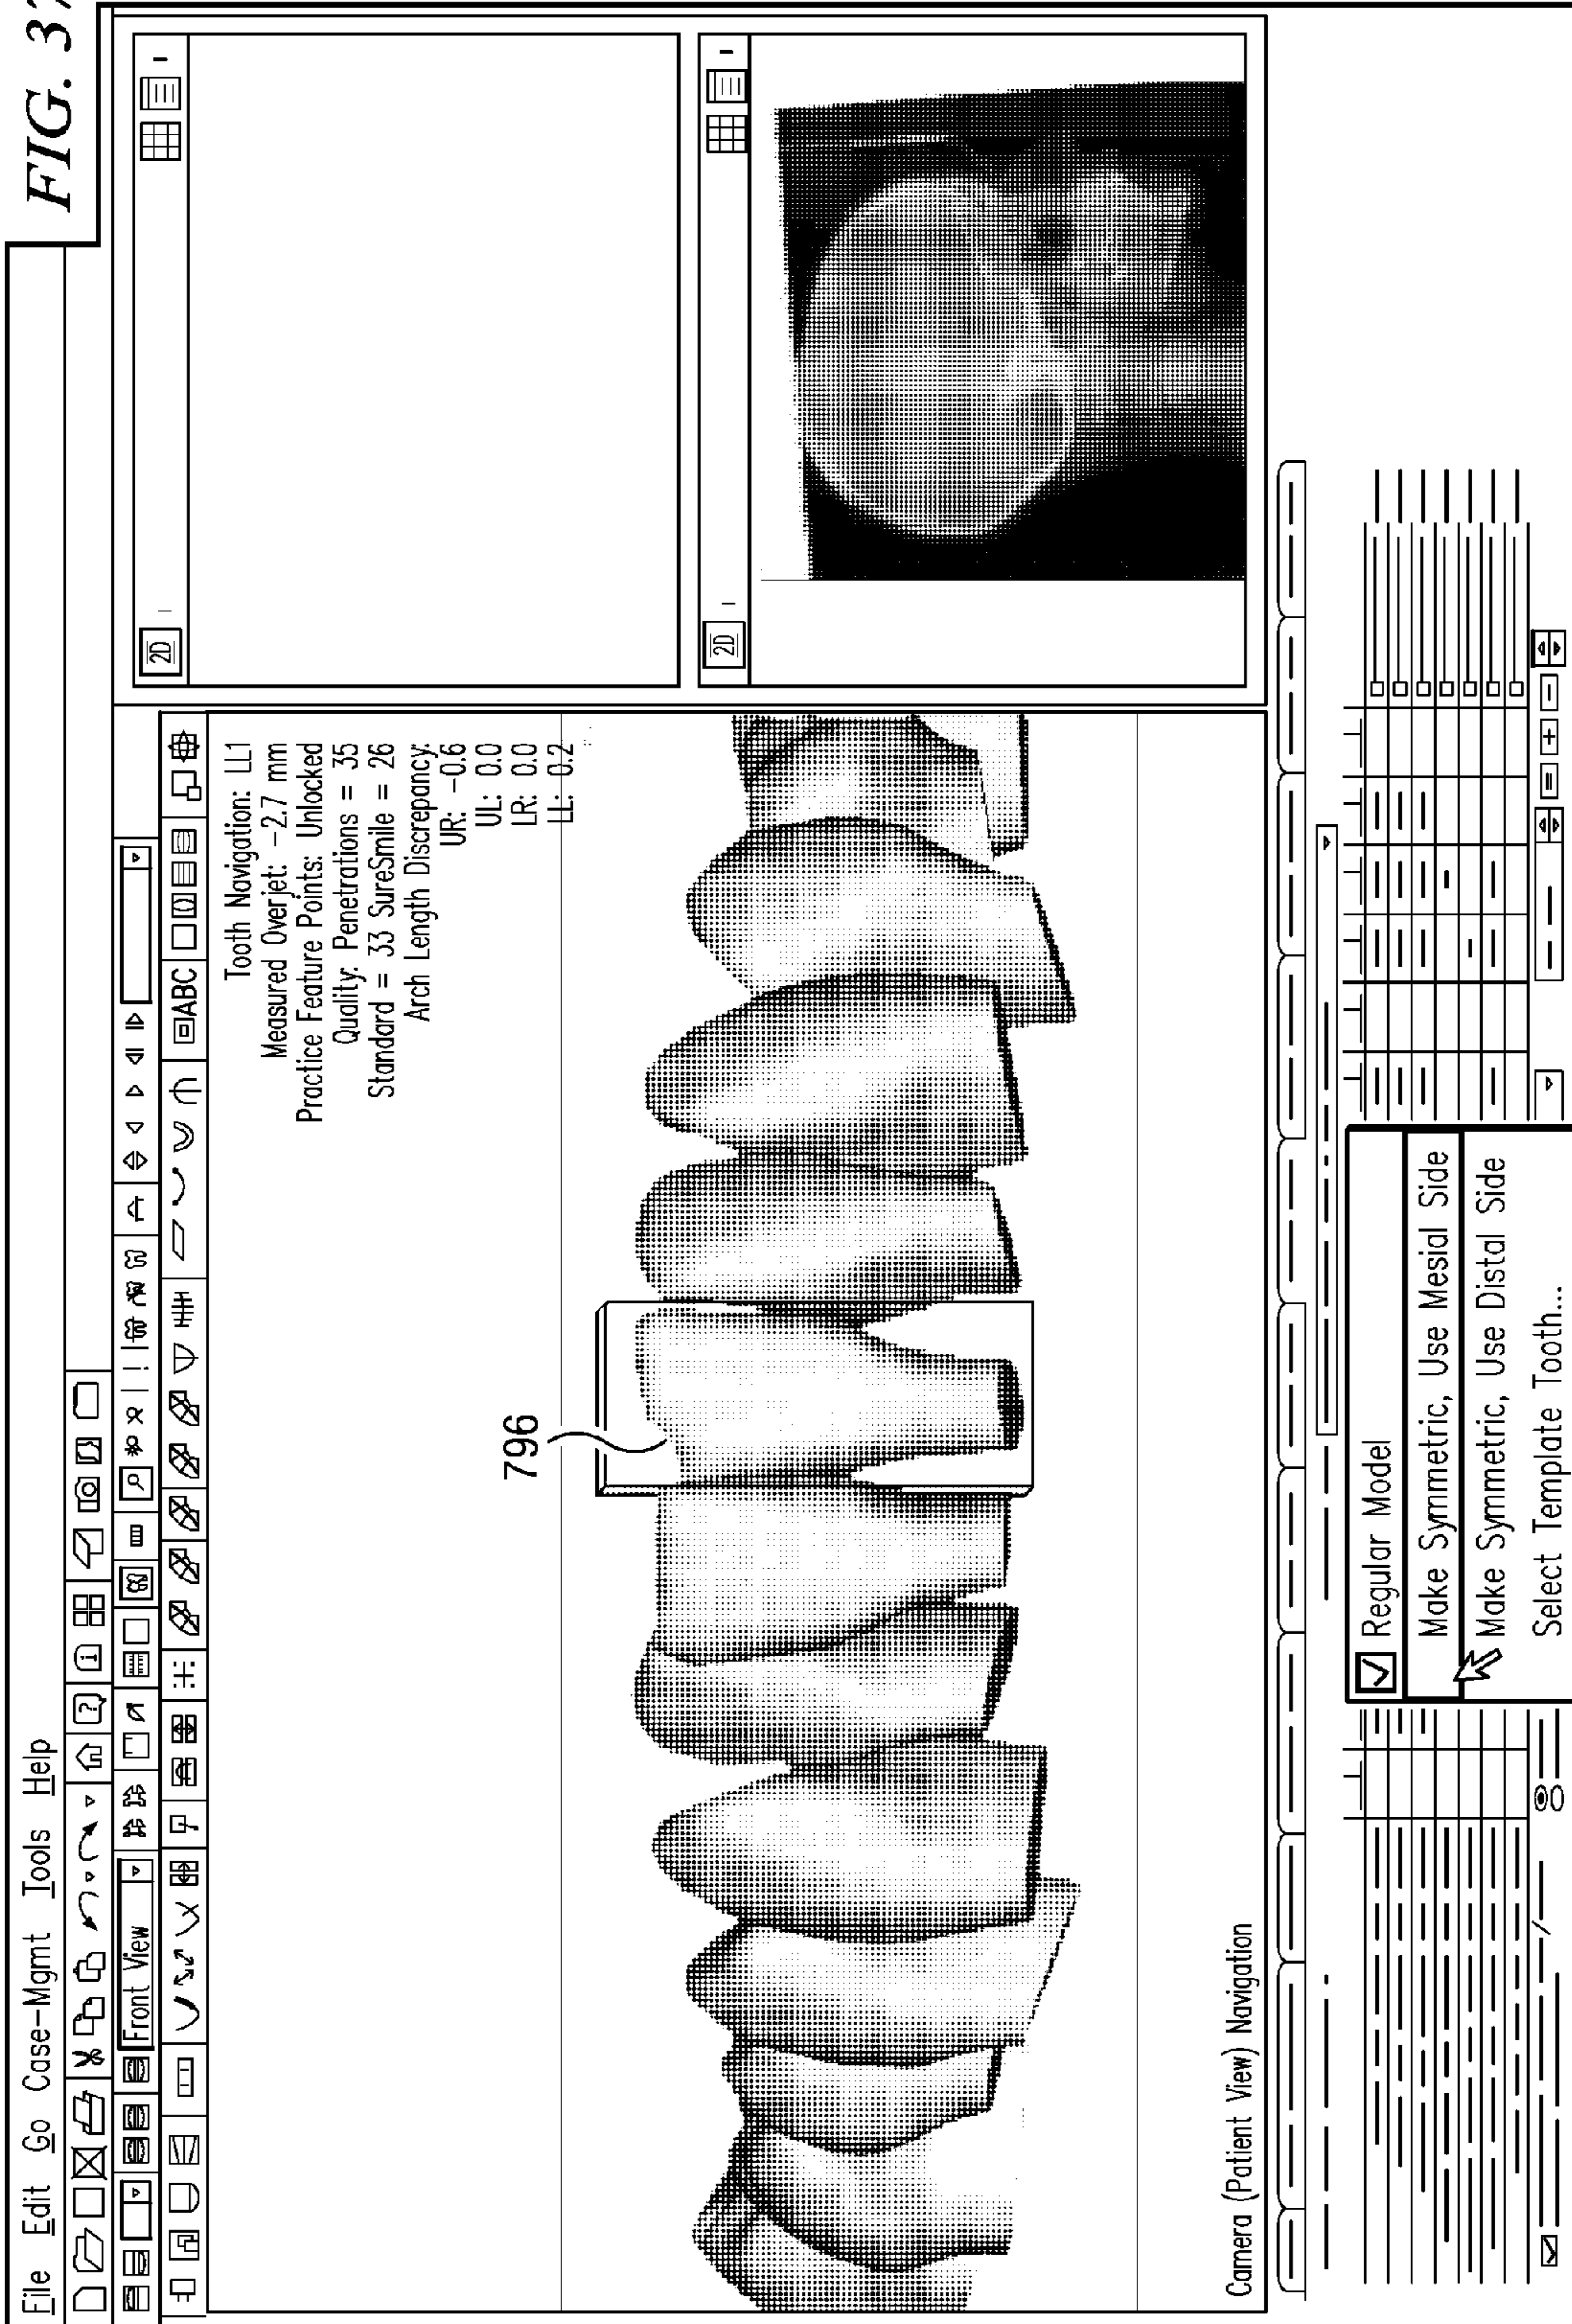 FIG. 37
File Edit Go Case-Mgmt Tools Help
1
?
Front View
ABC
Tooth Navigation: LL1
Measured Overjet: -2.7 mm
Practice Feature Points: Unlocked
Quality: Penetrations = 35
Standard = 33 SureSmile = 26
Arch Length Discrepancy:
UR: -0.6
UL: 0.0
LR: 0.0
LL: 0.2
796
Camera (Patient View) Navigation
2D
2D
Regular Model
Make Symmetric, Use Mesial Side
Make Symmetric, Use Distal Side
Select Template Tooth...